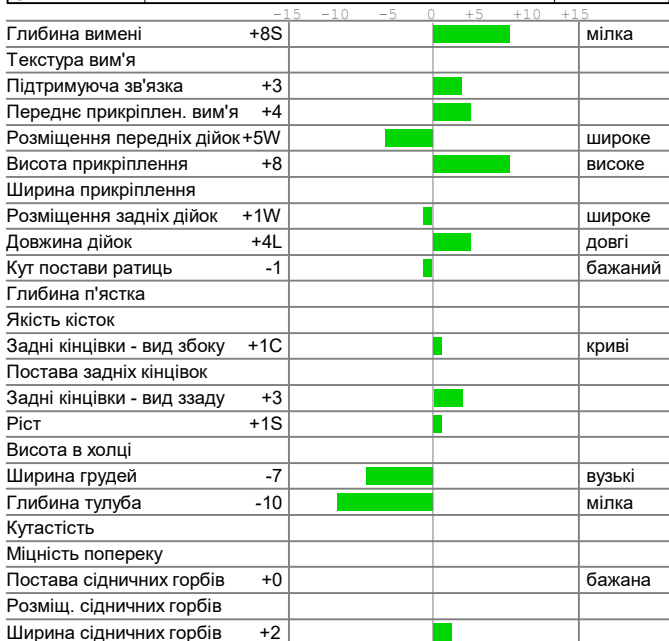 -15 -10 -5 0 +5 +10 +15
Глибина вимені +8S мілка
Текстура вим'я
Підтримуюча зв'язка +3
Переднє прикріплен. вим'я +4
Розміщення передніх дійок +5W широке
Висота прикріплення +8 високе
Ширина прикріплення
Розміщення задніх дійок +1W широке
Довжина дійок +4L довгі
Кут постави ратиць -1 бажаний
Глибина п'ястка
Якість кісток
Задні кінцівки - вид збоку +1C криві
Постава задніх кінцівок
Задні кінцівки - вид ззаду +3
Ріст +1S
Висота в холці
Ширина грудей -7 вузькі
Глибина тулуба -10 мілка
Кутастість
Міцність попереку
Постава сідничних горбів +0 бажана
Розміщ. сідничних горбів
Ширина сідничних горбів +2